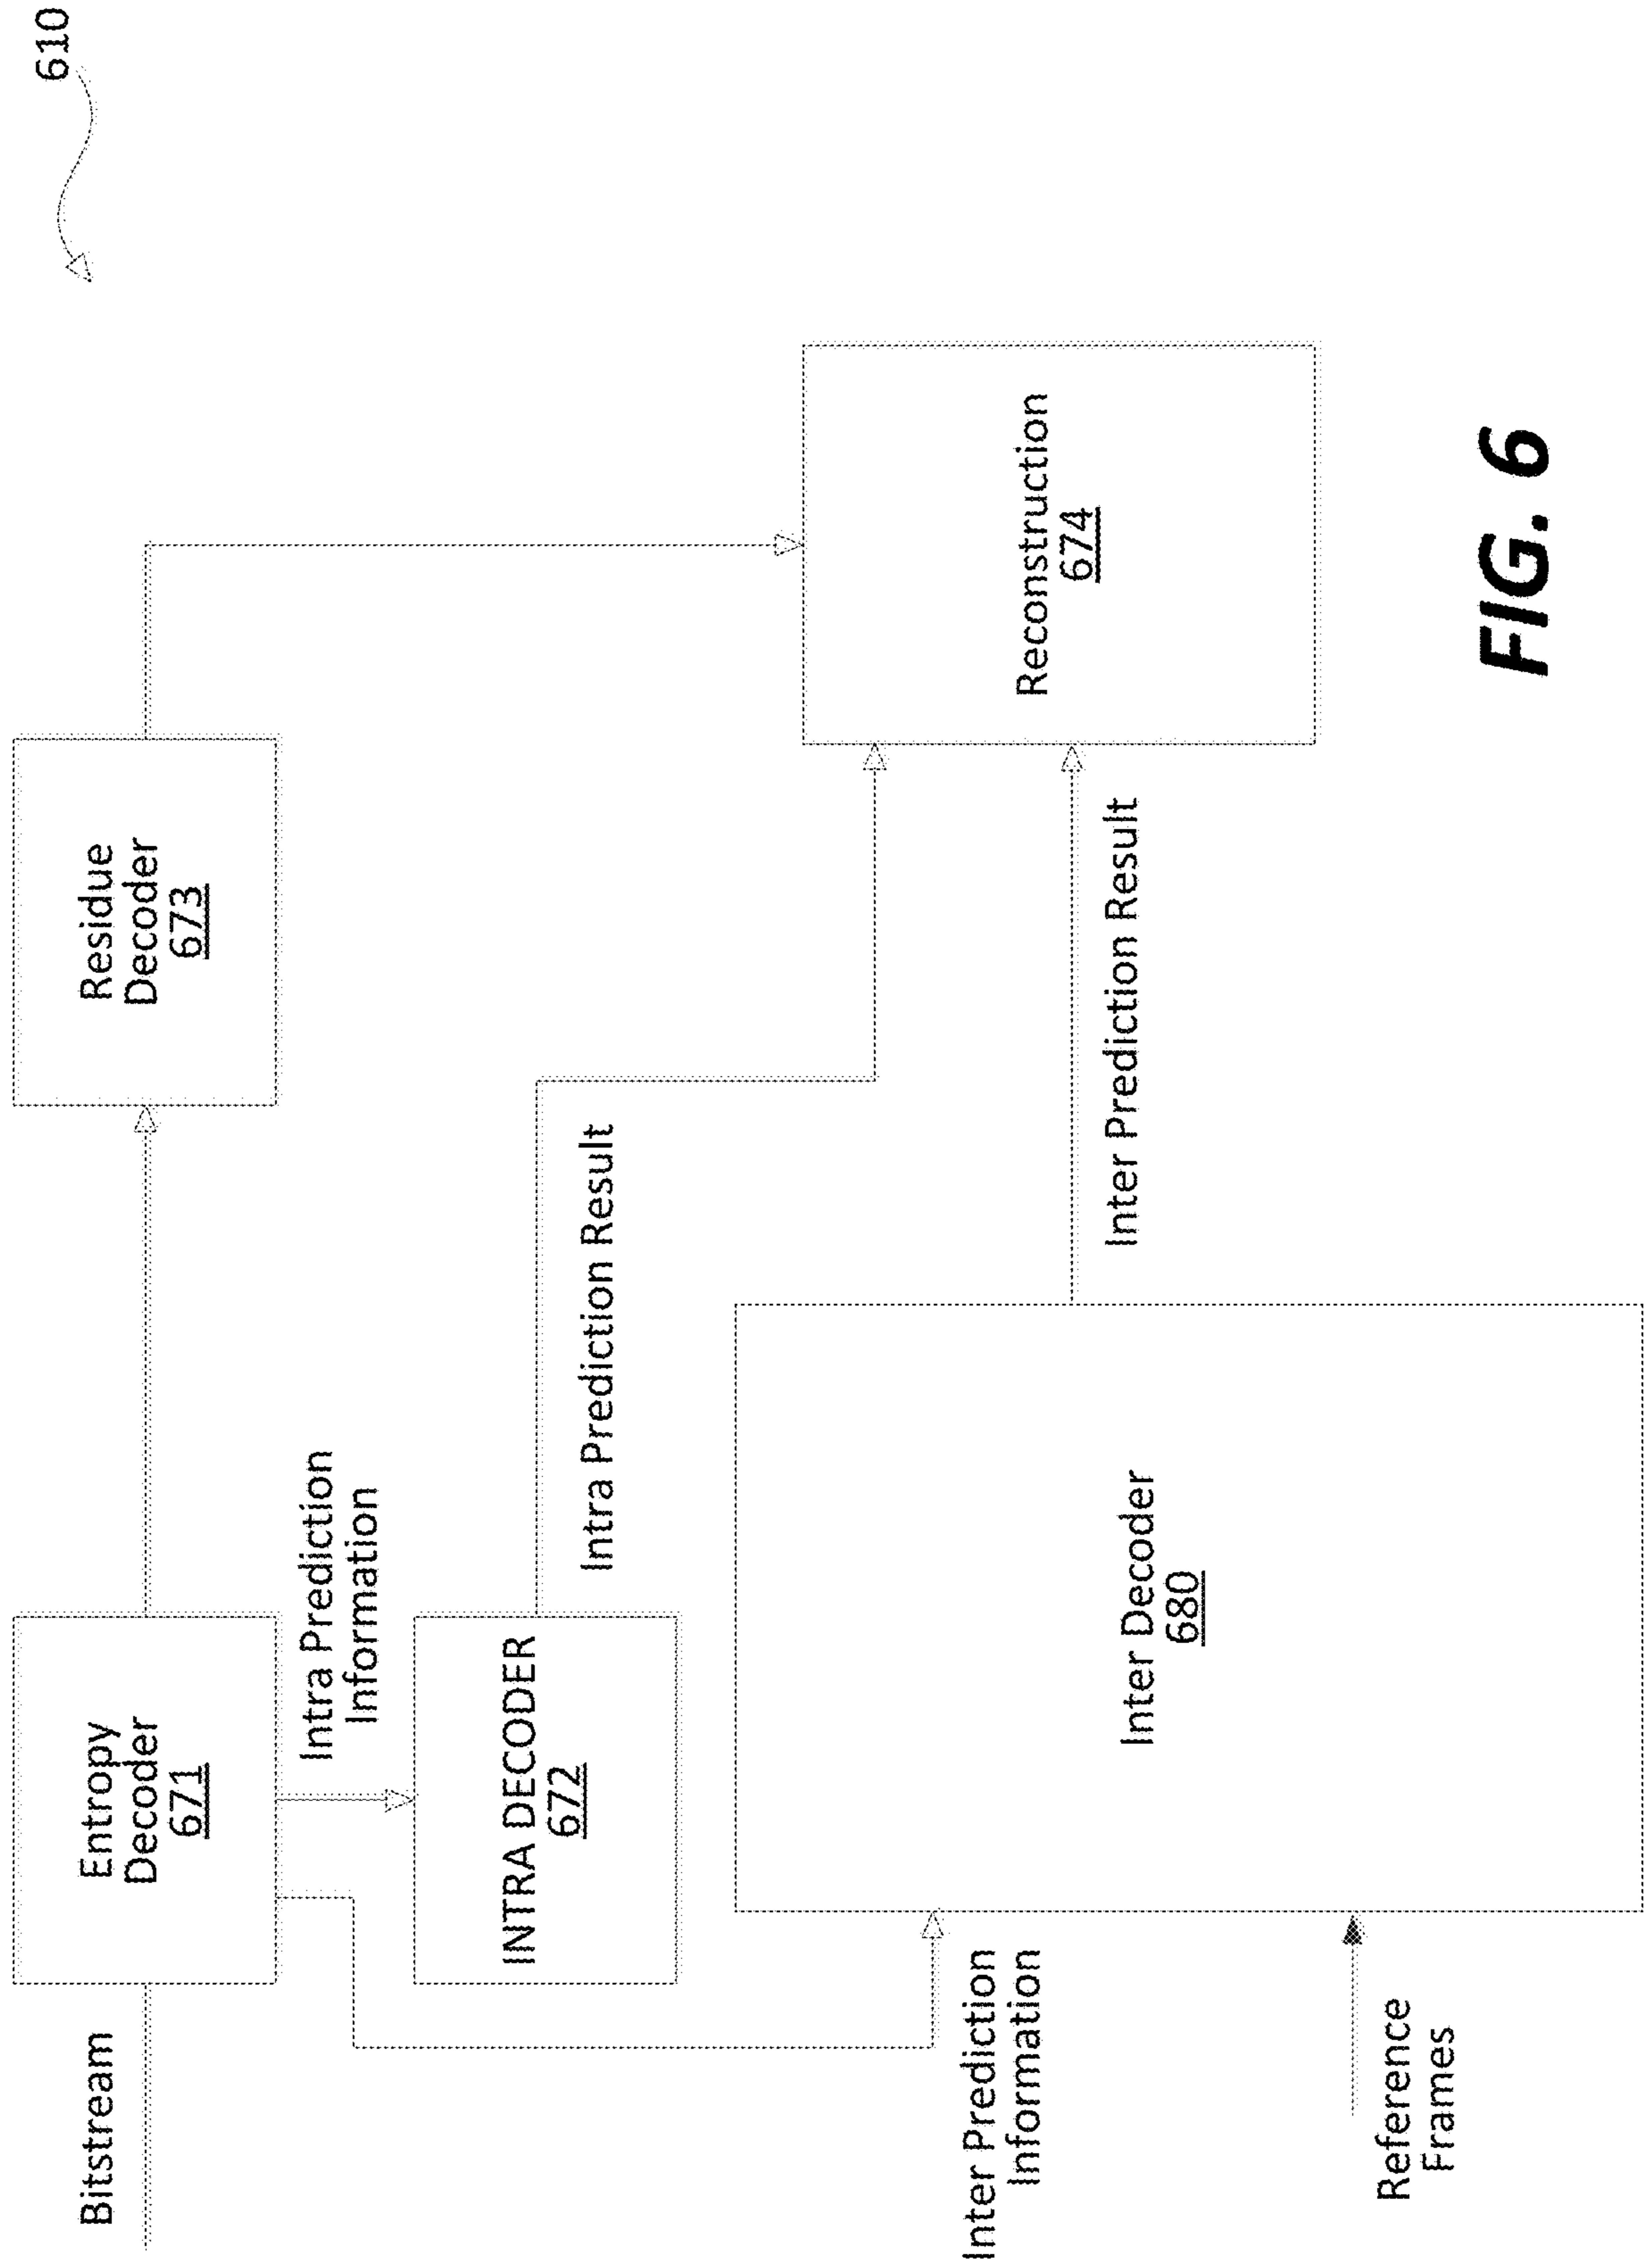 610
Bitstream
Entropy
Decoder
671
Residue
Decoder
673
Intra Prediction
Information
INTRA DECODER
672
Intra Prediction Result
Inter Prediction
Information
Inter Decoder
680
Inter Prediction Result
Reconstruction
674
Reference
Frames
FIG. 6